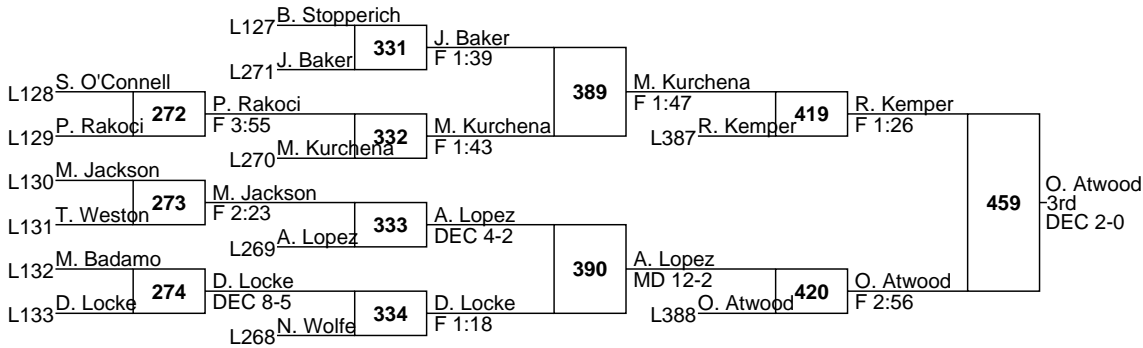 L127 B. Stopperich
331
J. Baker
F 1:39
L271 J. Baker
L128 S. O'Connell
272
P. Rakoci
F 3:55
L129 P. Rakoci
332
M. Kurchena
F 1:43
L270 M. Kurchena
389
M. Kurchena
F 1:47
L387 R. Kemper
419
R. Kemper
F 1:26
L130 M. Jackson
273
M. Jackson
F 2:23
L131 T. Weston
333
A. Lopez
DEC 4-2
L269 A. Lopez
L132 M. Badamo
274
D. Locke
DEC 8-5
L133 D. Locke
334
D. Locke
F 1:18
L268 N. Wolfe
390
A. Lopez
MD 12-2
L388 O. Atwood
420
O. Atwood
F 2:56
459
O. Atwood
3rd
DEC 2-0